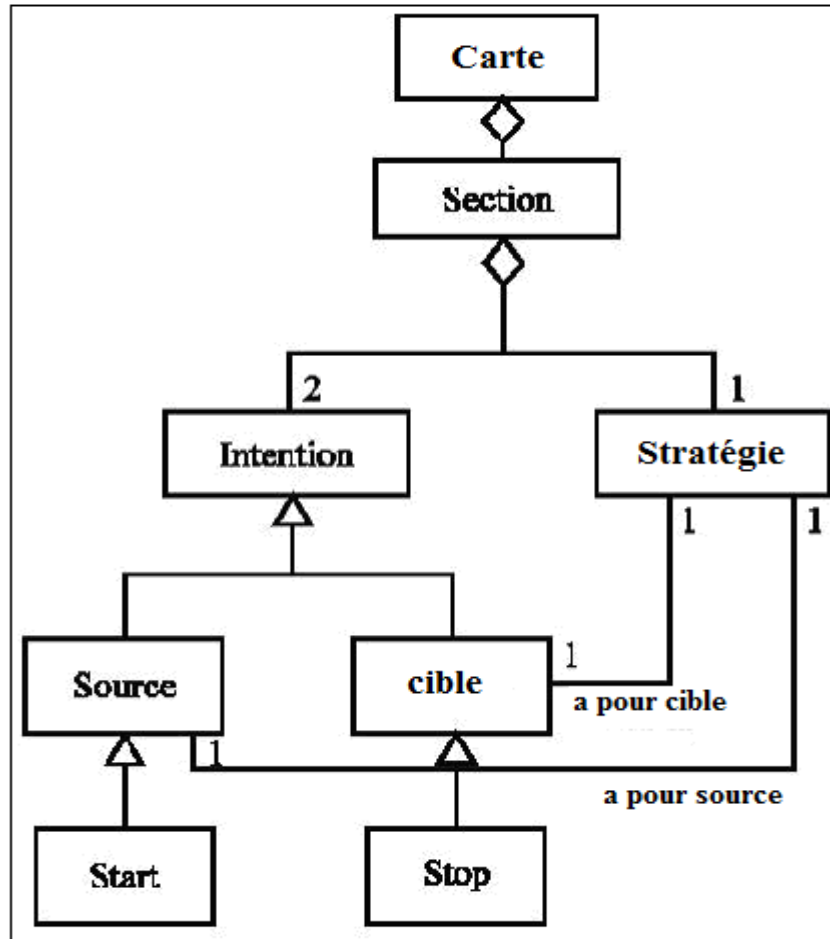 Carte
Section
2
1
Intention
Stratégie
1
1
Source
cible
1
a pour cible
1
a pour source
Start
Stop